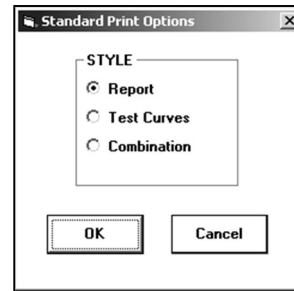 Standard Print Options
STYLE
Report
Test Curves
Combination
OK
Cancel